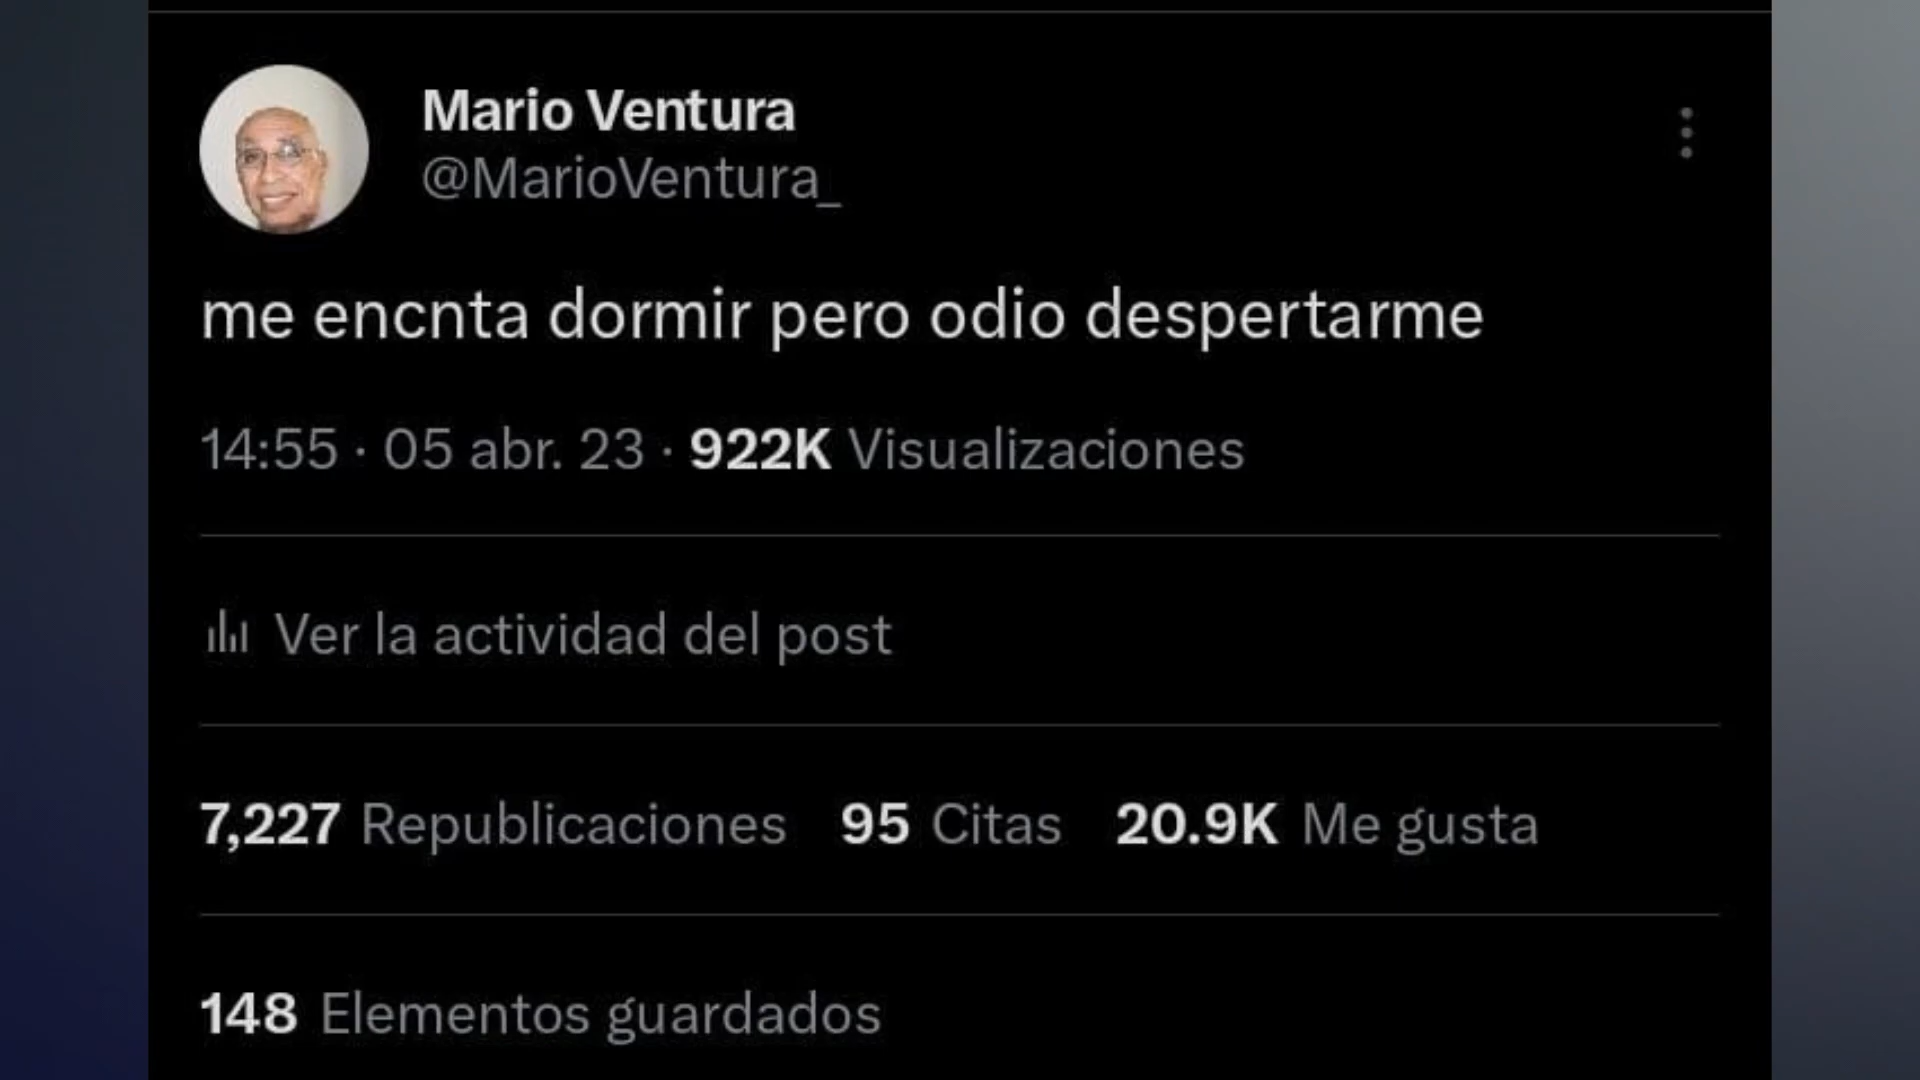 Mario Ventura
@MarioVentura_
me encnta dormir pero odio despertarme
14:55 · 05 abr. 23 · 922K Visualizaciones
Ver la actividad del post
7,227 Republicaciones 95 Citas 20.9K Me gusta
148 Elementos guardados